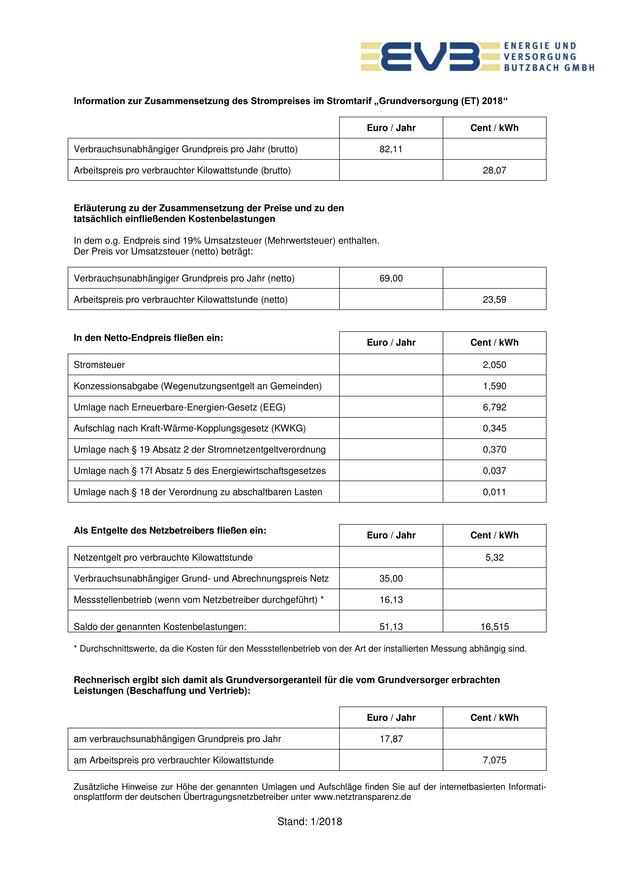 EVB
ENERGIE UND
VERSORGUNG
BUTZBACH GMBH
Information zur Zusammensetzung des Strompreises im Stromtarif „Grundversorgung (ET) 2018“
Euro / Jahr Cent / kWh
Verbrauchsunabhängiger Grundpreis pro Jahr (brutto) 82,11
Arbeitspreis pro verbrauchter Kilowattstunde (brutto) 28,07
Erläuterung zu der Zusammensetzung der Preise und zu den
tatsächlich einfließenden Kostenbelastungen
In dem o.g. Endpreis sind 19% Umsatzsteuer (Mehrwertsteuer) enthalten.
Der Preis vor Umsatzsteuer (netto) beträgt:
Verbrauchsunabhängiger Grundpreis pro Jahr (netto) 69,00
Arbeitspreis pro verbrauchter Kilowattstunde (netto) 23,59
In den Netto-Endpreis fließen ein: Euro / Jahr Cent / kWh
Stromsteuer 2,050
Konzessionsabgabe (Wegenutzungsentgelt an Gemeinden) 1,590
Umlage nach Erneuerbare-Energien-Gesetz (EEG) 6,792
Aufschlag nach Kraft-Wärme-Kopplungsgesetz (KWKG) 0,345
Umlage nach § 19 Absatz 2 der Stromnetzentgeltverordnung 0,370
Umlage nach § 17f Absatz 5 des Energiewirtschaftsgesetzes 0,037
Umlage nach § 18 der Verordnung zu abschaltbaren Lasten 0,011
Als Entgelte des Netzbetreibers fließen ein: Euro / Jahr Cent / kWh
Netzentgelt pro verbrauchte Kilowattstunde 5,32
Verbrauchsunabhängiger Grund- und Abrechnungspreis Netz 35,00
Messstellenbetrieb (wenn vom Netzbetreiber durchgeführt) * 16,13
Saldo der genannten Kostenbelastungen: 51,13 16,515
* Durchschnittswerte, da die Kosten für den Messstellenbetrieb von der Art der installierten Messung abhängig sind.
Rechnerisch ergibt sich damit als Grundversorgeranteil für die vom Grundversorger erbrachten
Leistungen (Beschaffung und Vertrieb):
Euro / Jahr Cent / kWh
am verbrauchsunabhängigen Grundpreis pro Jahr 17,87
am Arbeitspreis pro verbrauchter Kilowattstunde 7,075
Zusätzliche Hinweise zur Höhe der genannten Umlagen und Aufschläge finden Sie auf der internetbasierten Informati-
onsplattform der deutschen Übertragungsnetzbetreiber unter www.netztransparenz.de
Stand: 1/2018